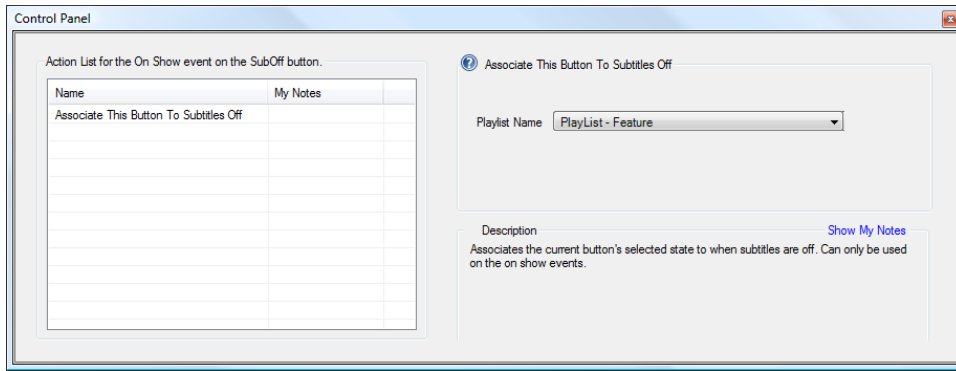 Control Panel
Action List for the On Show event on the SubOff button.
Name My Notes
Associate This Button To Subtitles Off
Associate This Button To Subtitles Off
Playlist Name PlayList - Feature
Description Show My Notes
Associates the current button's selected state to when subtitles are off. Can only be used
on the on show events.